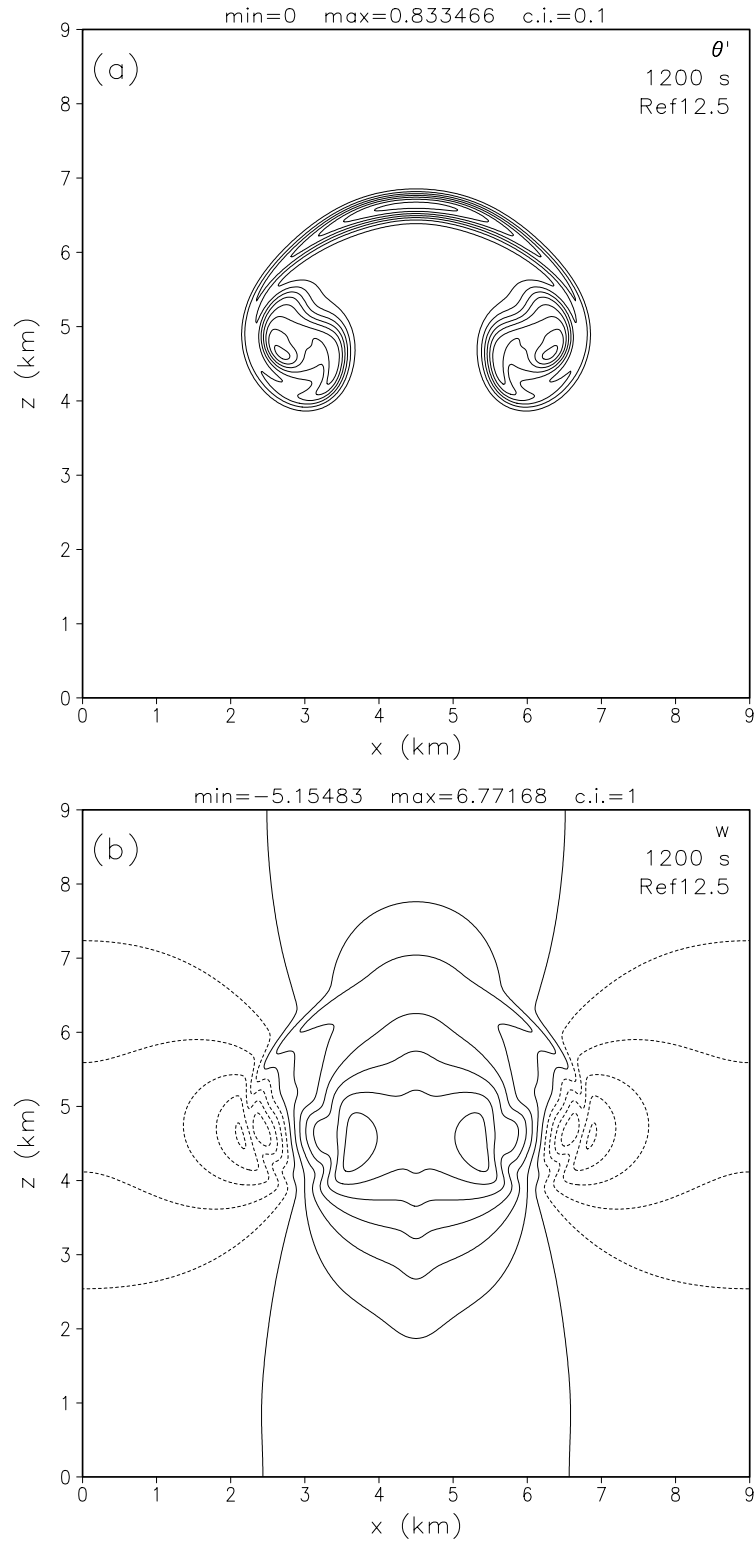 min=0 max=0.833466 c.i.=0.1
(a)
θ'
1200 s
Ref12.5
9
8
7
6
5
4
3
2
1
0
z (km)
0 1 2 3 4 5 6 7 8 9
x (km)
min=−5.15483 max=6.77168 c.i.=1
(b)
w
1200 s
Ref12.5
9
8
7
6
5
4
3
2
1
0
z (km)
0 1 2 3 4 5 6 7 8 9
x (km)